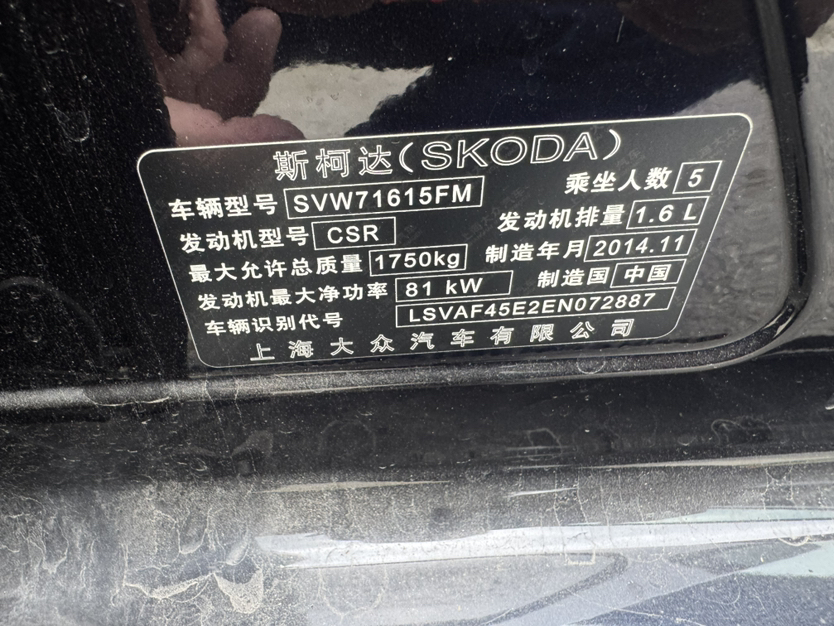 斯柯达(SKODA)
车辆型号 SVW71615FM 乘坐人数 5
发动机型号 CSR 发动机排量 1.6 L
最大允许总质量 1750kg 制造年月 2014.11
发动机最大净功率 81 kW 制造国 中国
车辆识别代号 LSVAF45E2EN072887
上海大众汽车有限公司